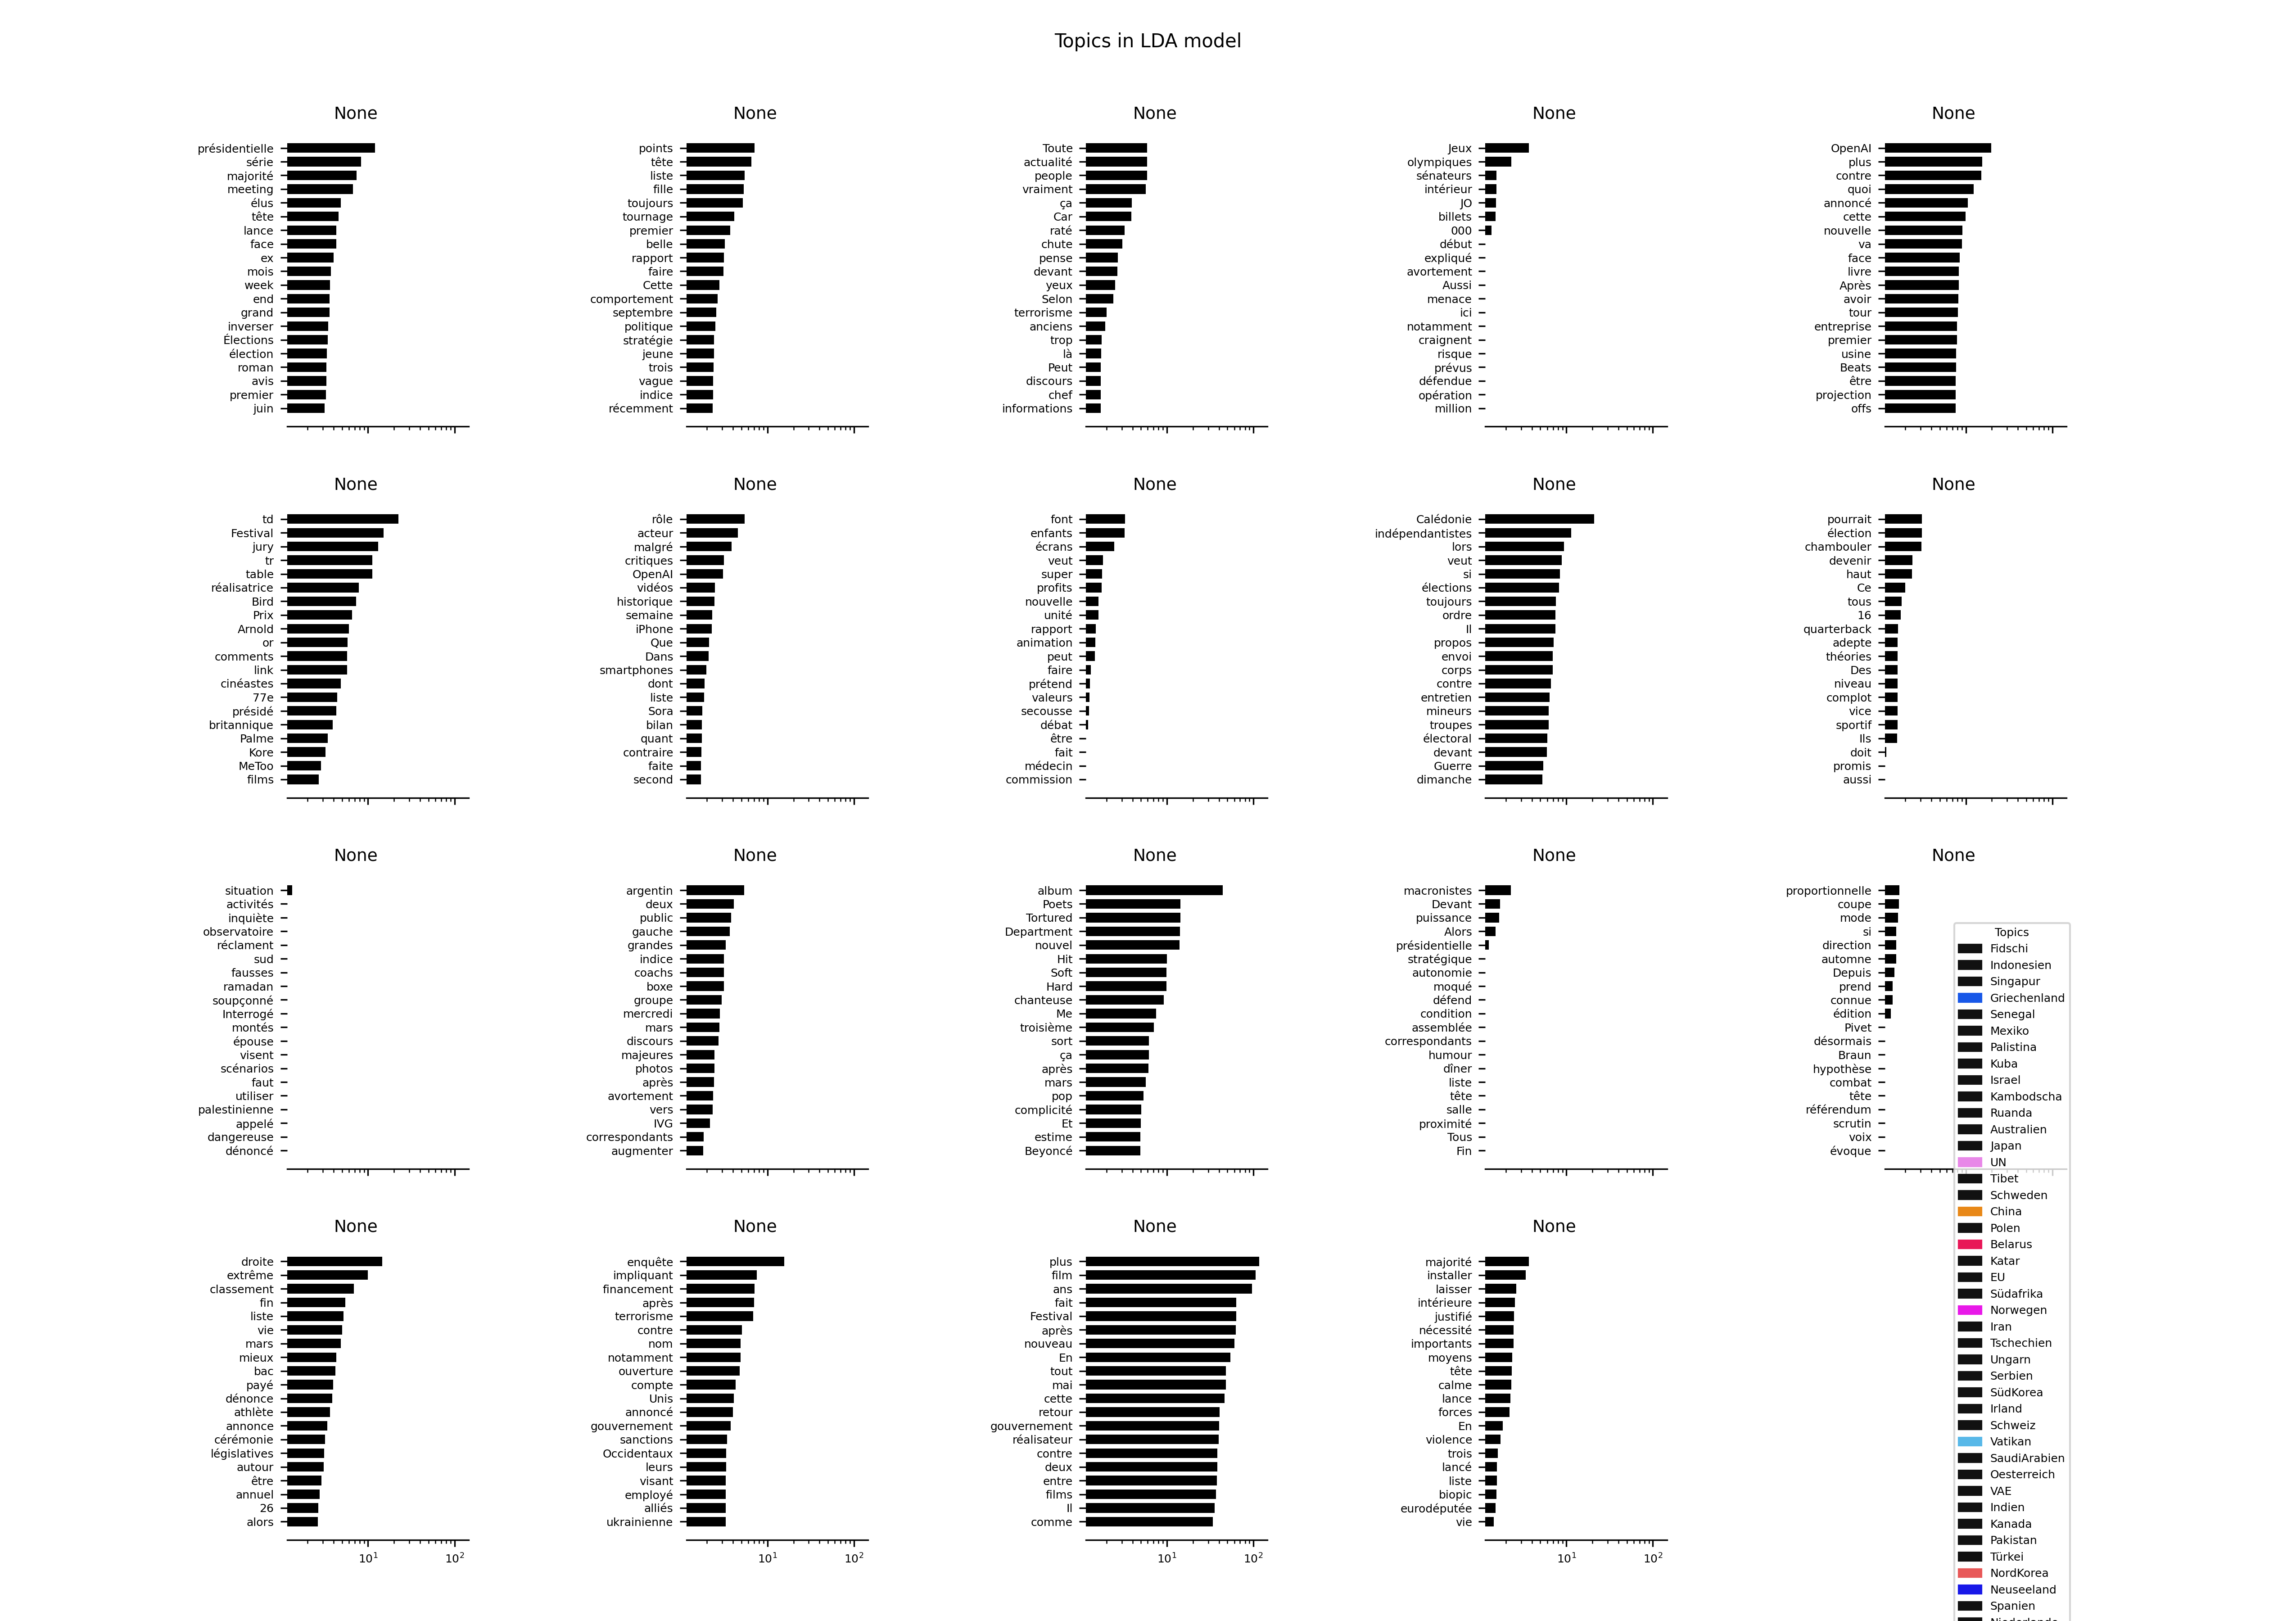 Topics in LDA model
None
présidentielle
série
majorité
meeting
élus
tête
lance
face
ex
mois
week
end
grand
inverser
Élections
élection
roman
avis
premier
juin
None
points
tête
liste
fille
toujours
tournage
premier
belle
rapport
faire
Cette
comportement
septembre
politique
stratégie
jeune
trois
vague
indice
récemment
None
Toute
actualité
people
vraiment
ça
Car
raté
chute
pense
devant
yeux
Selon
terrorisme
anciens
trop
là
Peut
discours
chef
informations
None
Jeux
olympiques
sénateurs
intérieur
JO
billets
000
début
expliqué
avortement
Aussi
menace
ici
notamment
craignent
risque
prévus
défendue
opération
million
None
OpenAI
plus
contre
quoi
annoncé
cette
nouvelle
va
face
livre
Après
avoir
tour
entreprise
premier
usine
Beats
être
projection
offs
None
td
Festival
jury
tr
table
réalisatrice
Bird
Prix
Arnold
or
comments
link
cinéastes
77e
présidé
britannique
Palme
Kore
MeToo
films
None
rôle
acteur
malgré
critiques
OpenAI
vidéos
historique
semaine
iPhone
Que
Dans
smartphones
dont
liste
Sora
bilan
quant
contraire
faite
second
None
font
enfants
écrans
veut
super
profits
nouvelle
unité
rapport
animation
peut
faire
prétend
valeurs
secousse
débat
être
fait
médecin
commission
None
Calédonie
indépendantistes
lors
veut
si
élections
toujours
ordre
Il
propos
envoi
corps
contre
entretien
mineurs
troupes
électoral
devant
Guerre
dimanche
None
pourrait
élection
chambouler
devenir
haut
Ce
tous
16
quarterback
adepte
théories
Des
niveau
complot
vice
sportif
Ils
doit
promis
aussi
None
situation
activités
inquiète
observatoire
réclament
sud
fausses
ramadan
soupçonné
Interrogé
montés
épouse
visent
scénarios
faut
utiliser
palestinienne
appelé
dangereuse
dénoncé
None
argentin
deux
public
gauche
grandes
indice
coachs
boxe
groupe
mercredi
mars
discours
majeures
photos
après
avortement
vers
IVG
correspondants
augmenter
None
album
Poets
Tortured
Department
nouvel
Hit
Soft
Hard
chanteuse
Me
troisième
sort
ça
après
mars
pop
complicité
Et
estime
Beyoncé
None
macronistes
Devant
puissance
Alors
présidentielle
stratégique
autonomie
moqué
défend
condition
assemblée
correspondants
humour
dîner
liste
tête
salle
proximité
Tous
Fin
None
proportionnelle
coupe
mode
si
direction
automne
Depuis
prend
connue
édition
Pivet
désormais
Braun
hypothèse
combat
tête
référendum
scrutin
voix
évoque
None
droite
extrême
classement
fin
liste
vie
mars
mieux
bac
payé
dénonce
athlète
annonce
cérémonie
législatives
autour
être
annuel
26
alors
10¹ 10²
None
enquête
impliquant
financement
après
terrorisme
contre
nom
notamment
ouverture
compte
Unis
annoncé
gouvernement
sanctions
Occidentaux
leurs
visant
employé
alliés
ukrainienne
10¹ 10²
None
plus
film
ans
fait
Festival
après
nouveau
En
tout
mai
cette
retour
gouvernement
réalisateur
contre
deux
entre
films
Il
comme
10¹ 10²
None
majorité
installer
laisser
intérieure
justifié
nécessité
importants
moyens
tête
calme
lance
forces
En
violence
trois
lancé
liste
biopic
eurodéputée
vie
10¹ 10²
Topics
Fidschi
Indonesien
Singapur
Griechenland
Senegal
Mexiko
Palistina
Kuba
Israel
Kambodscha
Ruanda
Australien
Japan
UN
Tibet
Schweden
China
Polen
Belarus
Katar
EU
Südafrika
Norwegen
Iran
Tschechien
Ungarn
Serbien
SüdKorea
Irland
Schweiz
Vatikan
SaudiArabien
Oesterreich
VAE
Indien
Kanada
Pakistan
Türkei
NordKorea
Neuseeland
Spanien